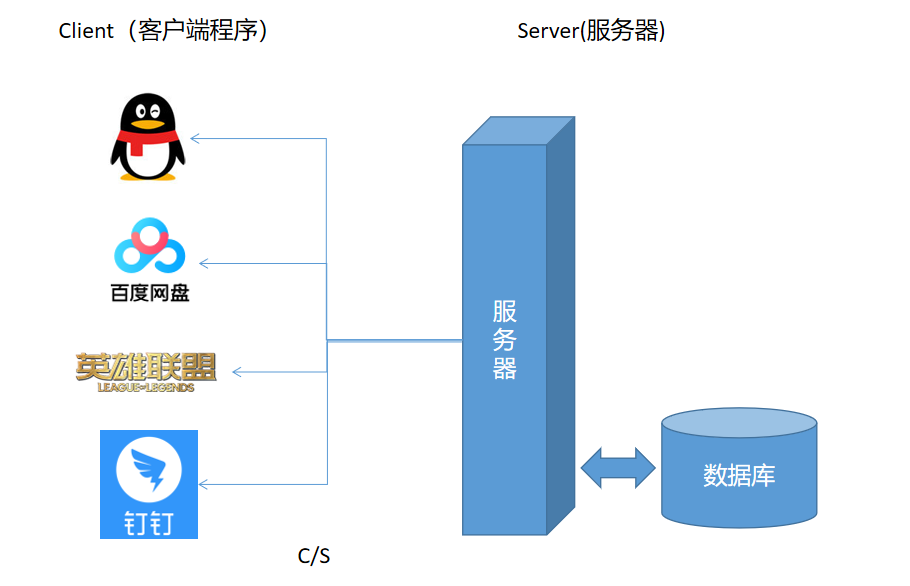 Client（客户端程序）
Server(服务器)
百度网盘
英雄联盟
LEAGUE OF LEGENDS
钉钉
服
务
器
数据库
C/S